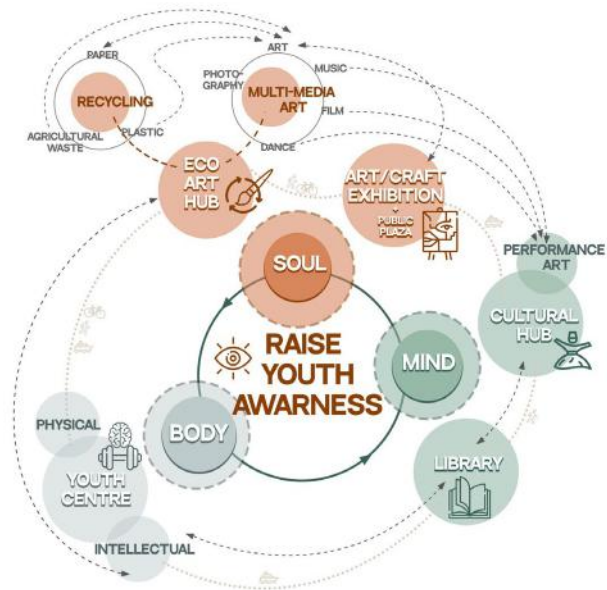 PAPER
RECYCLING
AGRICULTURAL
WASTE
PLASTIC
ART
PHOTO-
GRAPHY
MUSIC
MULTI-MEDIA
ART
FILM
DANCE
ECO
ART
HUB
ART/CRAFT
EXHIBITION
+
PUBLIC
PLAZA
PERFORMANCE
ART
CULTURAL
HUB
SOUL
MIND
RAISE
YOUTH
AWARNESS
BODY
PHYSICAL
YOUTH
CENTRE
INTELLECTUAL
LIBRARY